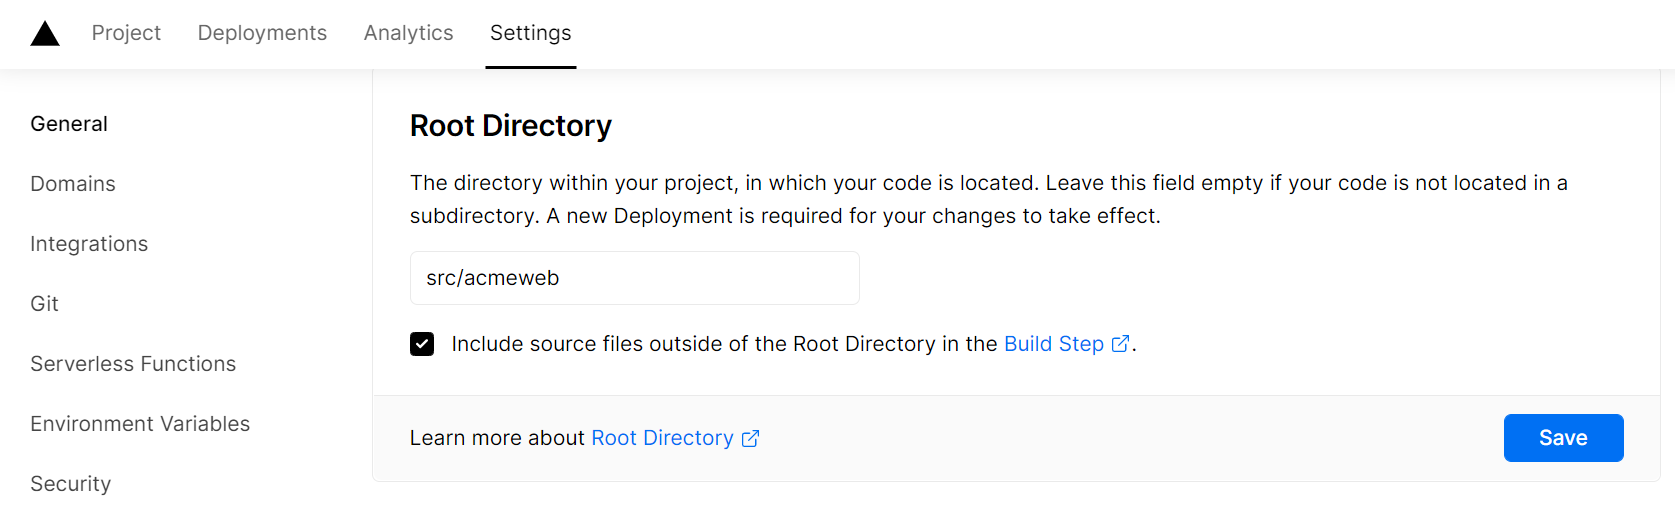 Project Deployments Analytics Settings
General
Domains
Integrations
Git
Serverless Functions
Environment Variables
Security
Root Directory
The directory within your project, in which your code is located. Leave this field empty if your code is not located in a
subdirectory. A new Deployment is required for your changes to take effect.
src/acmeweb
Include source files outside of the Root Directory in the Build Step.
Learn more about Root Directory
Save